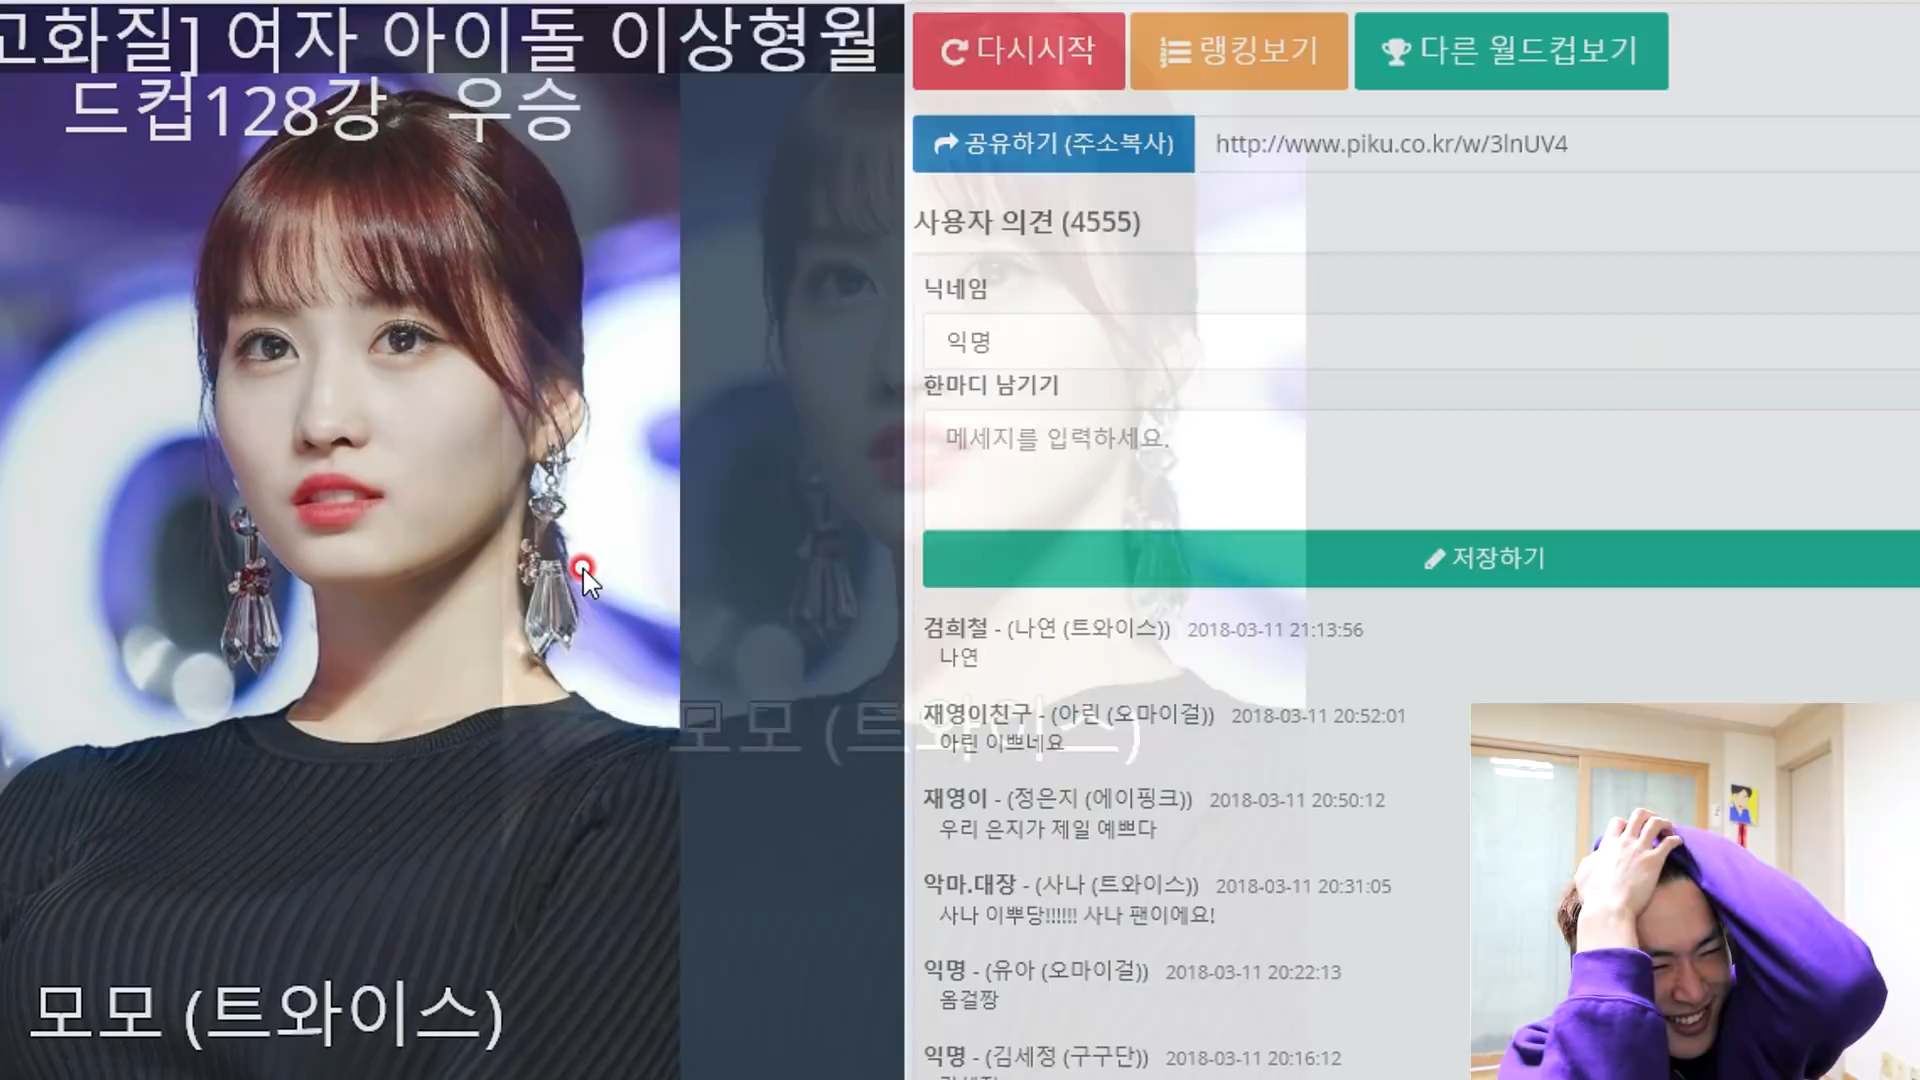 고화질] 여자 아이돌 이상형월
드컵128강 우승
다시시작
랭킹보기
다른 월드컵보기
공유하기 (주소복사)
http://www.piku.co.kr/w/3lnUV4
사용자 의견 (4555)
닉네임
익명
한마디 남기기
메세지를 입력하세요.
저장하기
검희철 - (나연 (트와이스)) 2018-03-11 21:13:56
나연
재영이친구 - (아린 (오마이걸)) 2018-03-11 20:52:01
아린 이쁘네요
모모 (트와이스)
재영이 - (정은지 (에이핑크)) 2018-03-11 20:50:12
우리 은지가 제일 예쁘다
악마.대장 - (사나 (트와이스)) 2018-03-11 20:31:05
사나 이뿌당!!!!!! 사나 팬이에요!
익명 - (유아 (오마이걸)) 2018-03-11 20:22:13
옴걸짱
모모 (트와이스)
익명 - (김세정 (구구단)) 2018-03-11 20:16:12